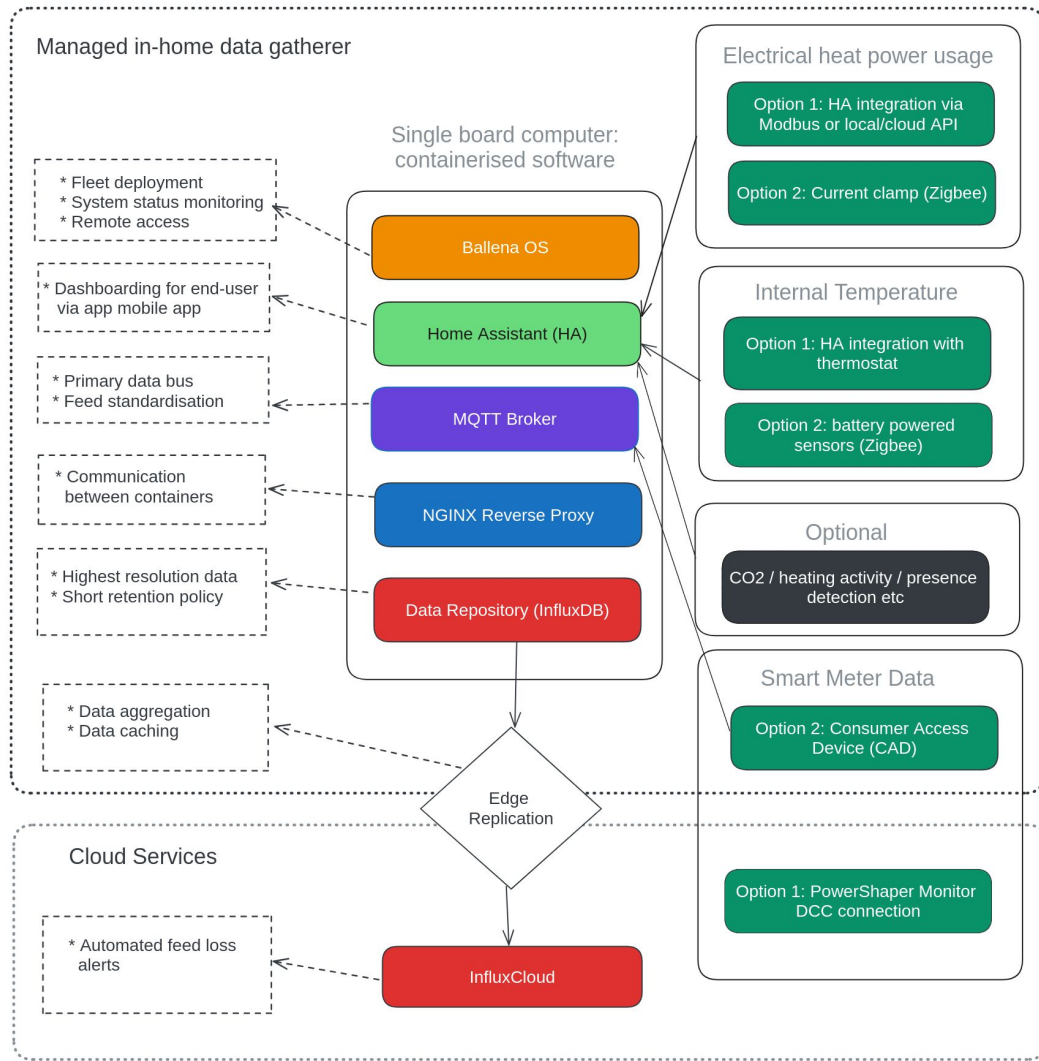 Managed in-home data gatherer
Single board computer:
containerised software
* Fleet deployment
* System status monitoring
* Remote access
Ballena OS
* Dashboarding for end-user
via app mobile app
Home Assistant (HA)
* Primary data bus
* Feed standardisation
MQTT Broker
* Communication
between containers
NGINX Reverse Proxy
* Highest resolution data
* Short retention policy
Data Repository (InfluxDB)
* Data aggregation
* Data caching
Edge
Replication
Electrical heat power usage
Option 1: HA integration via
Modbus or local/cloud API
Option 2: Current clamp (Zigbee)
Internal Temperature
Option 1: HA integration with
thermostat
Option 2: battery powered
sensors (Zigbee)
Optional
CO2 / heating activity / presence
detection etc
Smart Meter Data
Option 2: Consumer Access
Device (CAD)
Option 1: PowerShaper Monitor
DCC connection
Cloud Services
* Automated feed loss
alerts
InfluxCloud